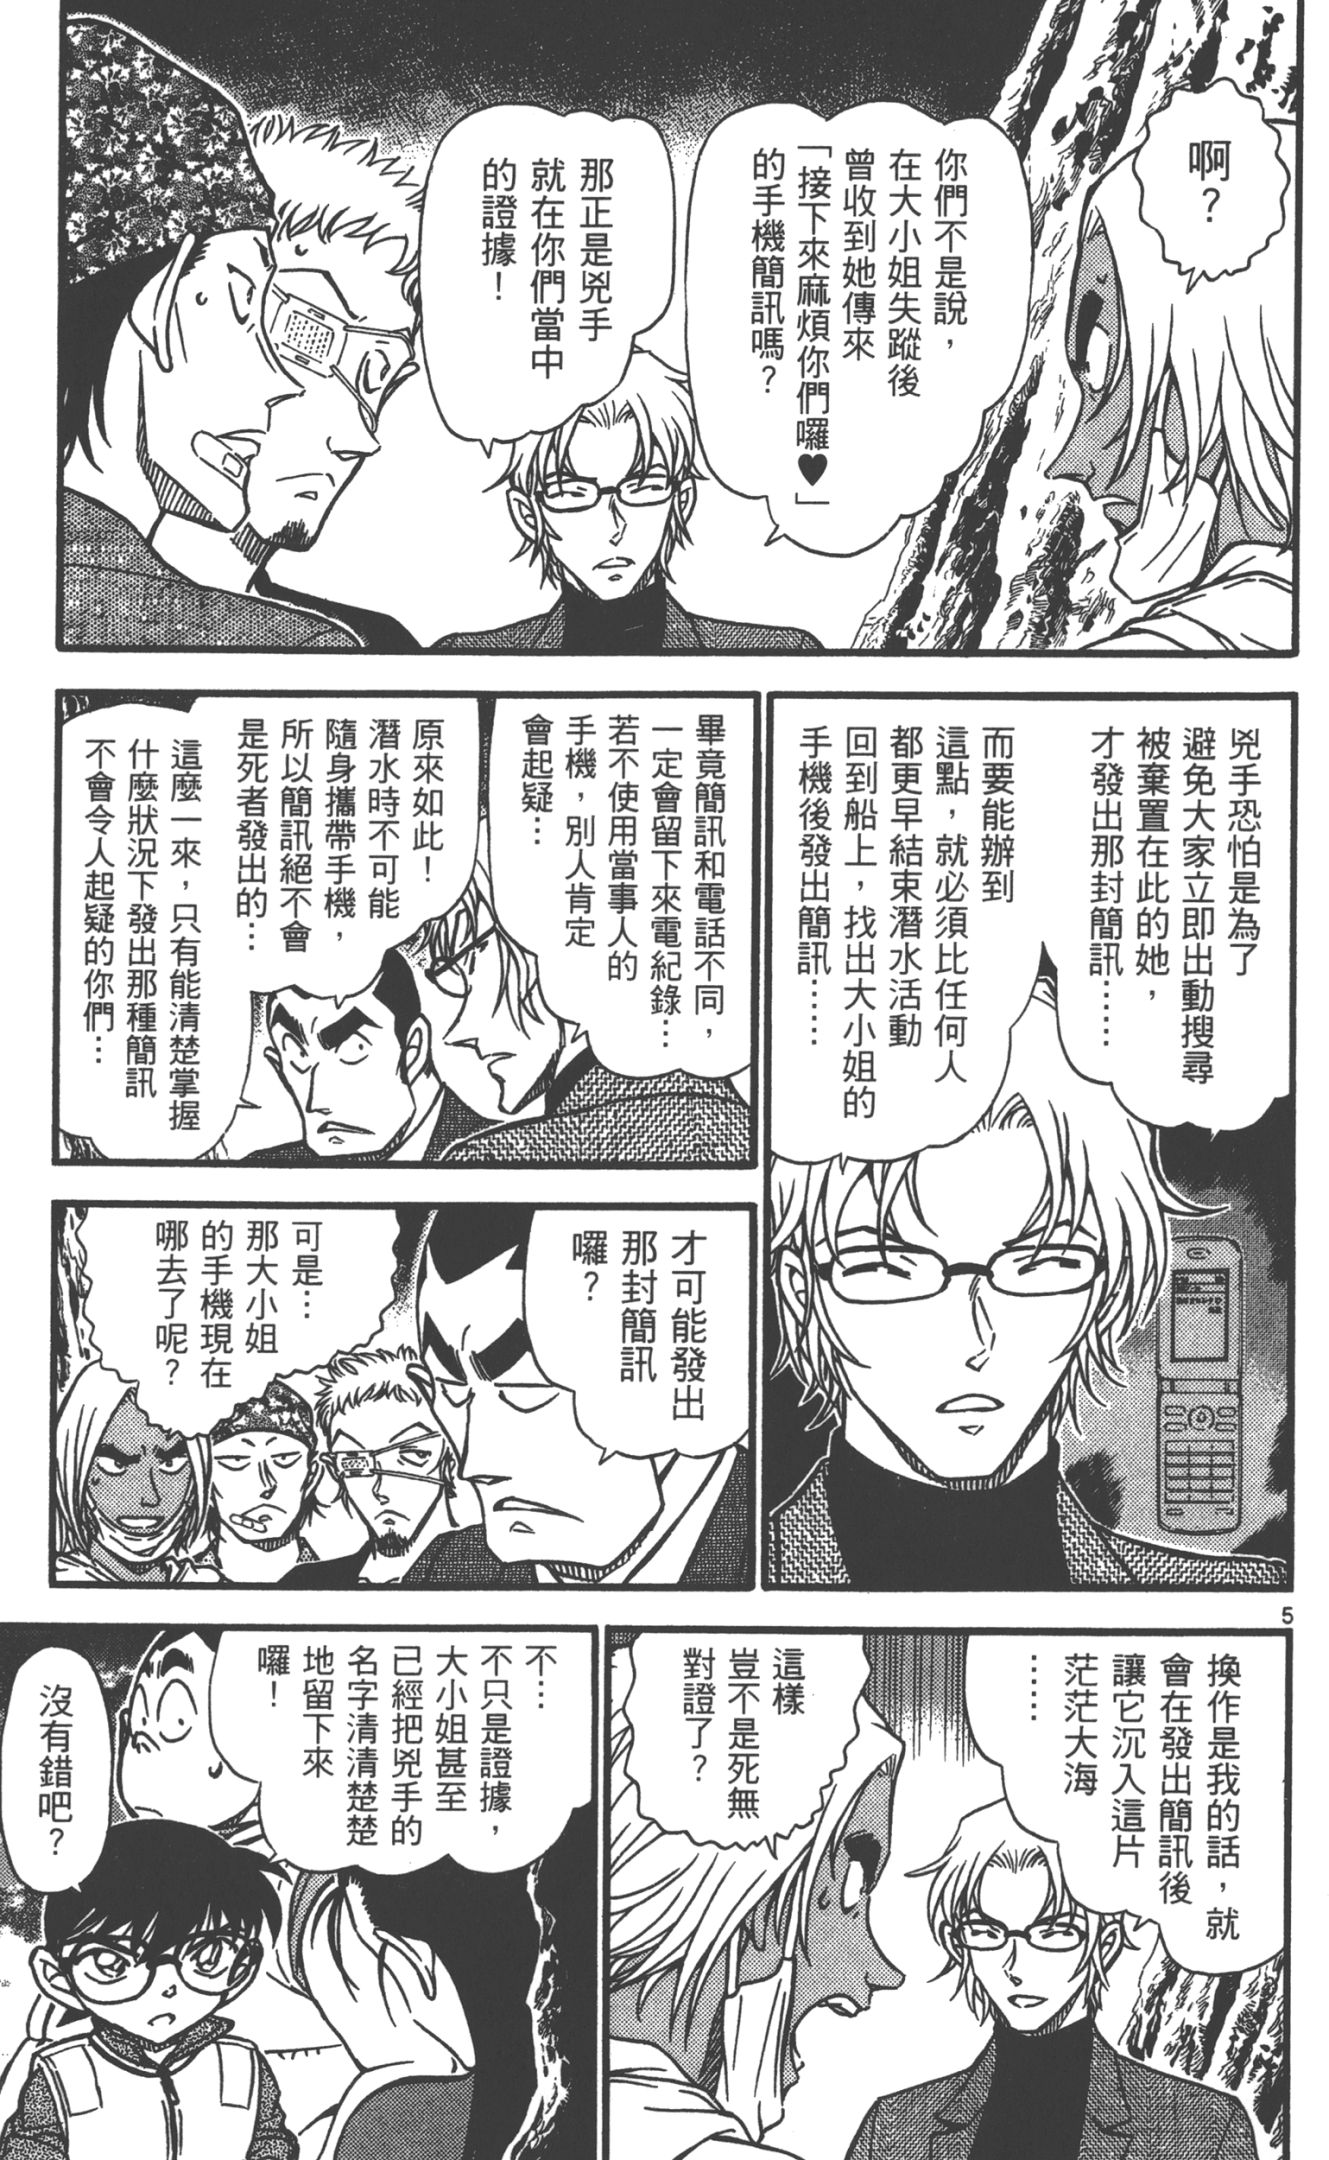 啊？
你們不是說，
在大小姐失蹤後
曾收到她傳來
「接下來麻煩你們囉♥」
的手機簡訊嗎？
那正是兇手
就在你們當中
的證據！
兇手恐怕是為了
避免大家立即出動搜尋
被棄置在此的她，
才發出那封簡訊……
而要能辦到
這點，就必須比任何人
都更早結束潛水活動
回到船上，找出大小姐的
手機後發出簡訊……
畢竟簡訊和電話不同，
一定會留下來電紀錄…
若不使用當事人的
手機，別人肯定
會起疑…
原來如此！
潛水時不可能
隨身攜帶手機，
所以簡訊絕不會
是死者發出的…
這麼一來，只有能清楚掌握
什麼狀況下發出那種簡訊
不會令人起疑的你們…
才可能發出
那封簡訊
囉？
可是…
那大小姐
的手機現在
哪去了呢？
5
換作是我的話，就
會在發出簡訊後
讓它沉入這片
茫茫大海
……
這樣
豈不是死無
對證了？
不…
不只是證據，
大小姐甚至
已經把兇手的
名字清清楚楚
地留下來
囉！
沒有錯吧？